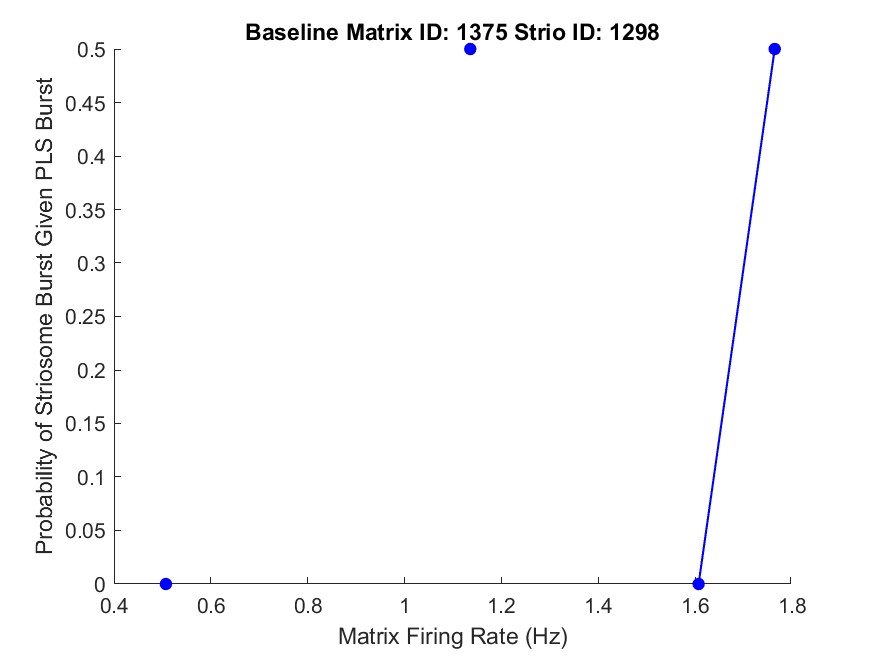 Baseline Matrix ID: 1375 Strio ID: 1298
Probability of Striosome Burst Given PLS Burst
0.5
0.45
0.4
0.35
0.3
0.25
0.2
0.15
0.1
0.05
0
0.4 0.6 0.8 1 1.2 1.4 1.6 1.8
Matrix Firing Rate (Hz)